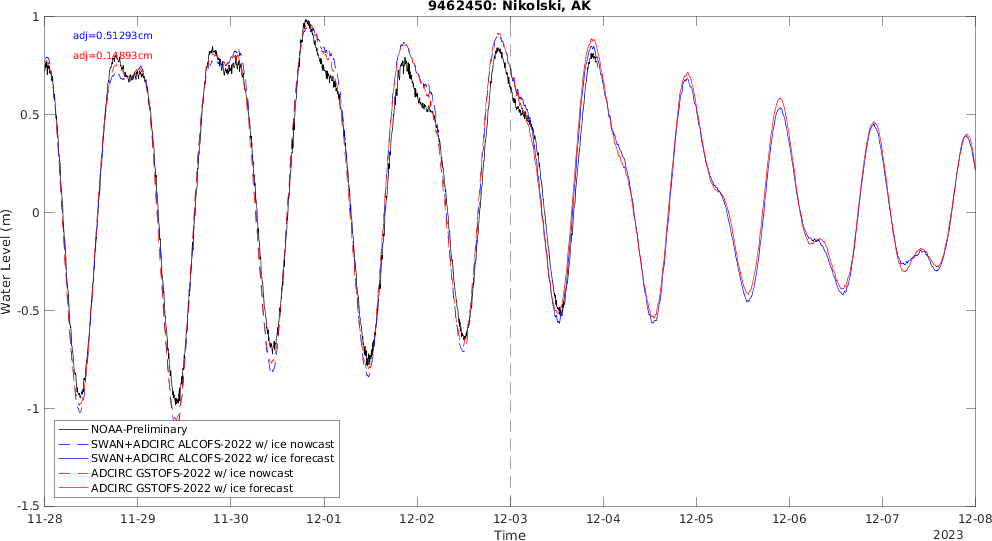 9462450: Nikolski, AK
adj=0.51293cm
adj=0.14893cm
1
0.5
0
-0.5
-1
-1.5
Water Level (m)
NOAA-Preliminary
SWAN+ADCIRC ALCOFS-2022 w/ ice nowcast
SWAN+ADCIRC ALCOFS-2022 w/ ice forecast
ADCIRC GSTOFS-2022 w/ ice nowcast
ADCIRC GSTOFS-2022 w/ ice forecast
11-28 11-29 11-30 12-01 12-02 12-03 12-04 12-05 12-06 12-07 12-08
Time
2023